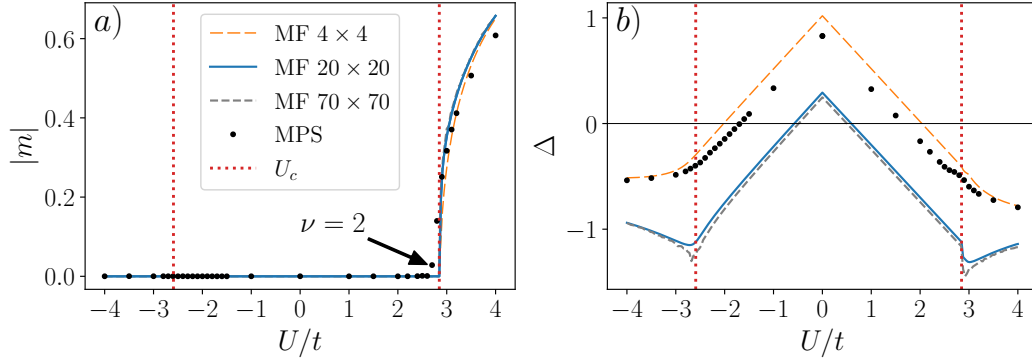 a)
MF 4 × 4
MF 20 × 20
MF 70 × 70
MPS
U_c
ν = 2
|m|
0.6
0.4
0.2
0.0
−4 −3 −2 −1 0 1 2 3 4
U/t
b)
Δ
1
0
−1
−4 −3 −2 −1 0 1 2 3 4
U/t